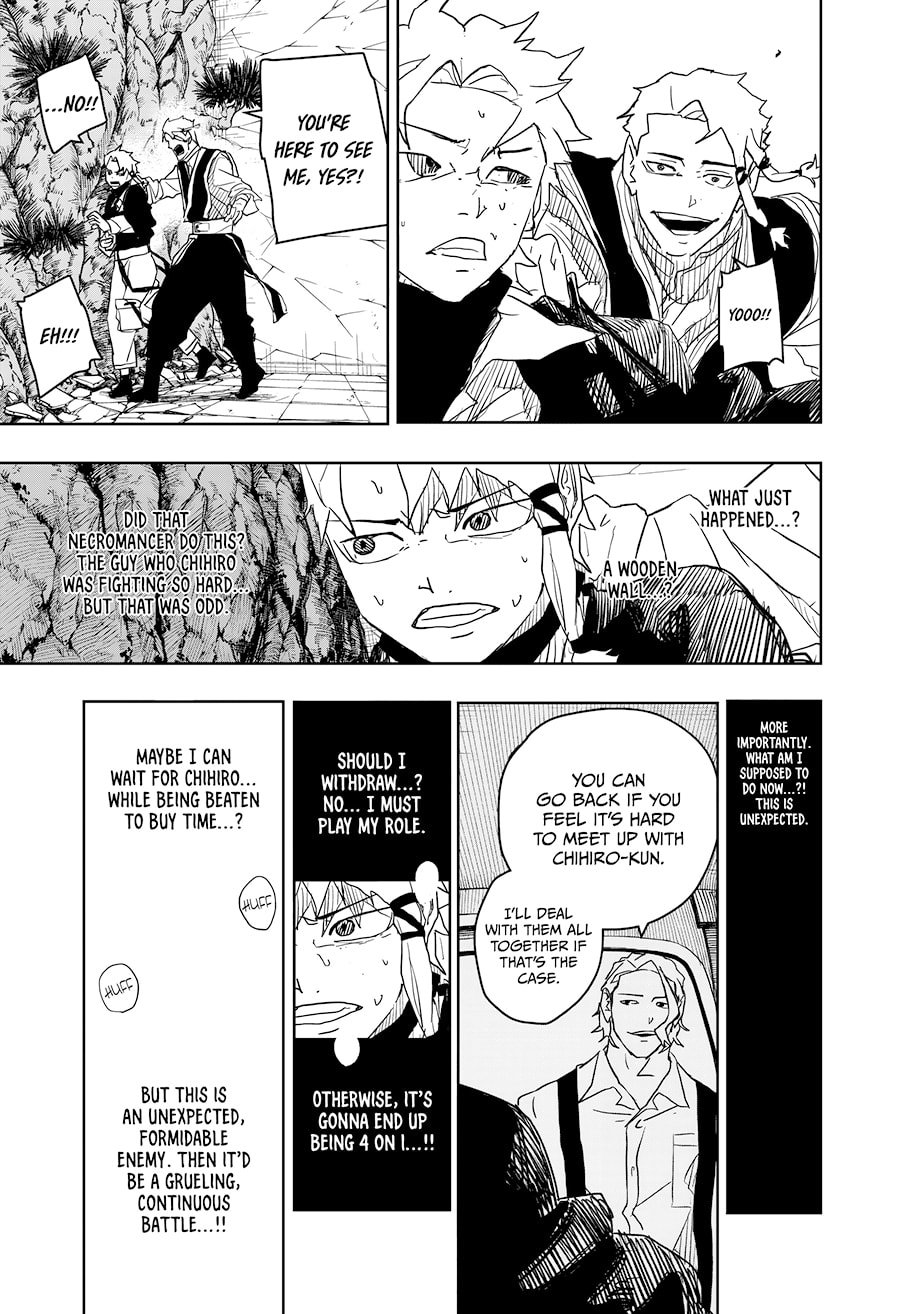 YOOO!!
YOU'RE
HERE TO SEE
ME, YES?!
...NO!!
EH!!!
WHAT JUST
HAPPENED...?
A WOODEN
WALL...?
DID THAT
NECROMANCER DO THIS?
THE GUY WHO CHIHIRO
WAS FIGHTING SO HARD...
BUT THAT WAS ODD.
MORE
IMPORTANTLY.
WHAT AM I
SUPPOSED TO
DO NOW...?!
THIS IS
UNEXPECTED.
YOU CAN
GO BACK IF YOU
FEEL IT'S HARD
TO MEET UP WITH
CHIHIRO-KUN.
I'LL DEAL
WITH THEM ALL
TOGETHER IF
THAT'S THE
CASE.
SHOULD I
WITHDRAW...?
NO... I MUST
PLAY MY ROLE.
OTHERWISE, IT'S
GONNA END UP
BEING 4 ON 1...!!
MAYBE I CAN
WAIT FOR CHIHIRO...
WHILE BEING BEATEN
TO BUY TIME...?
HUFF
HUFF
BUT THIS IS
AN UNEXPECTED,
FORMIDABLE
ENEMY. THEN IT'D
BE A GRUELING,
CONTINUOUS
BATTLE...!!